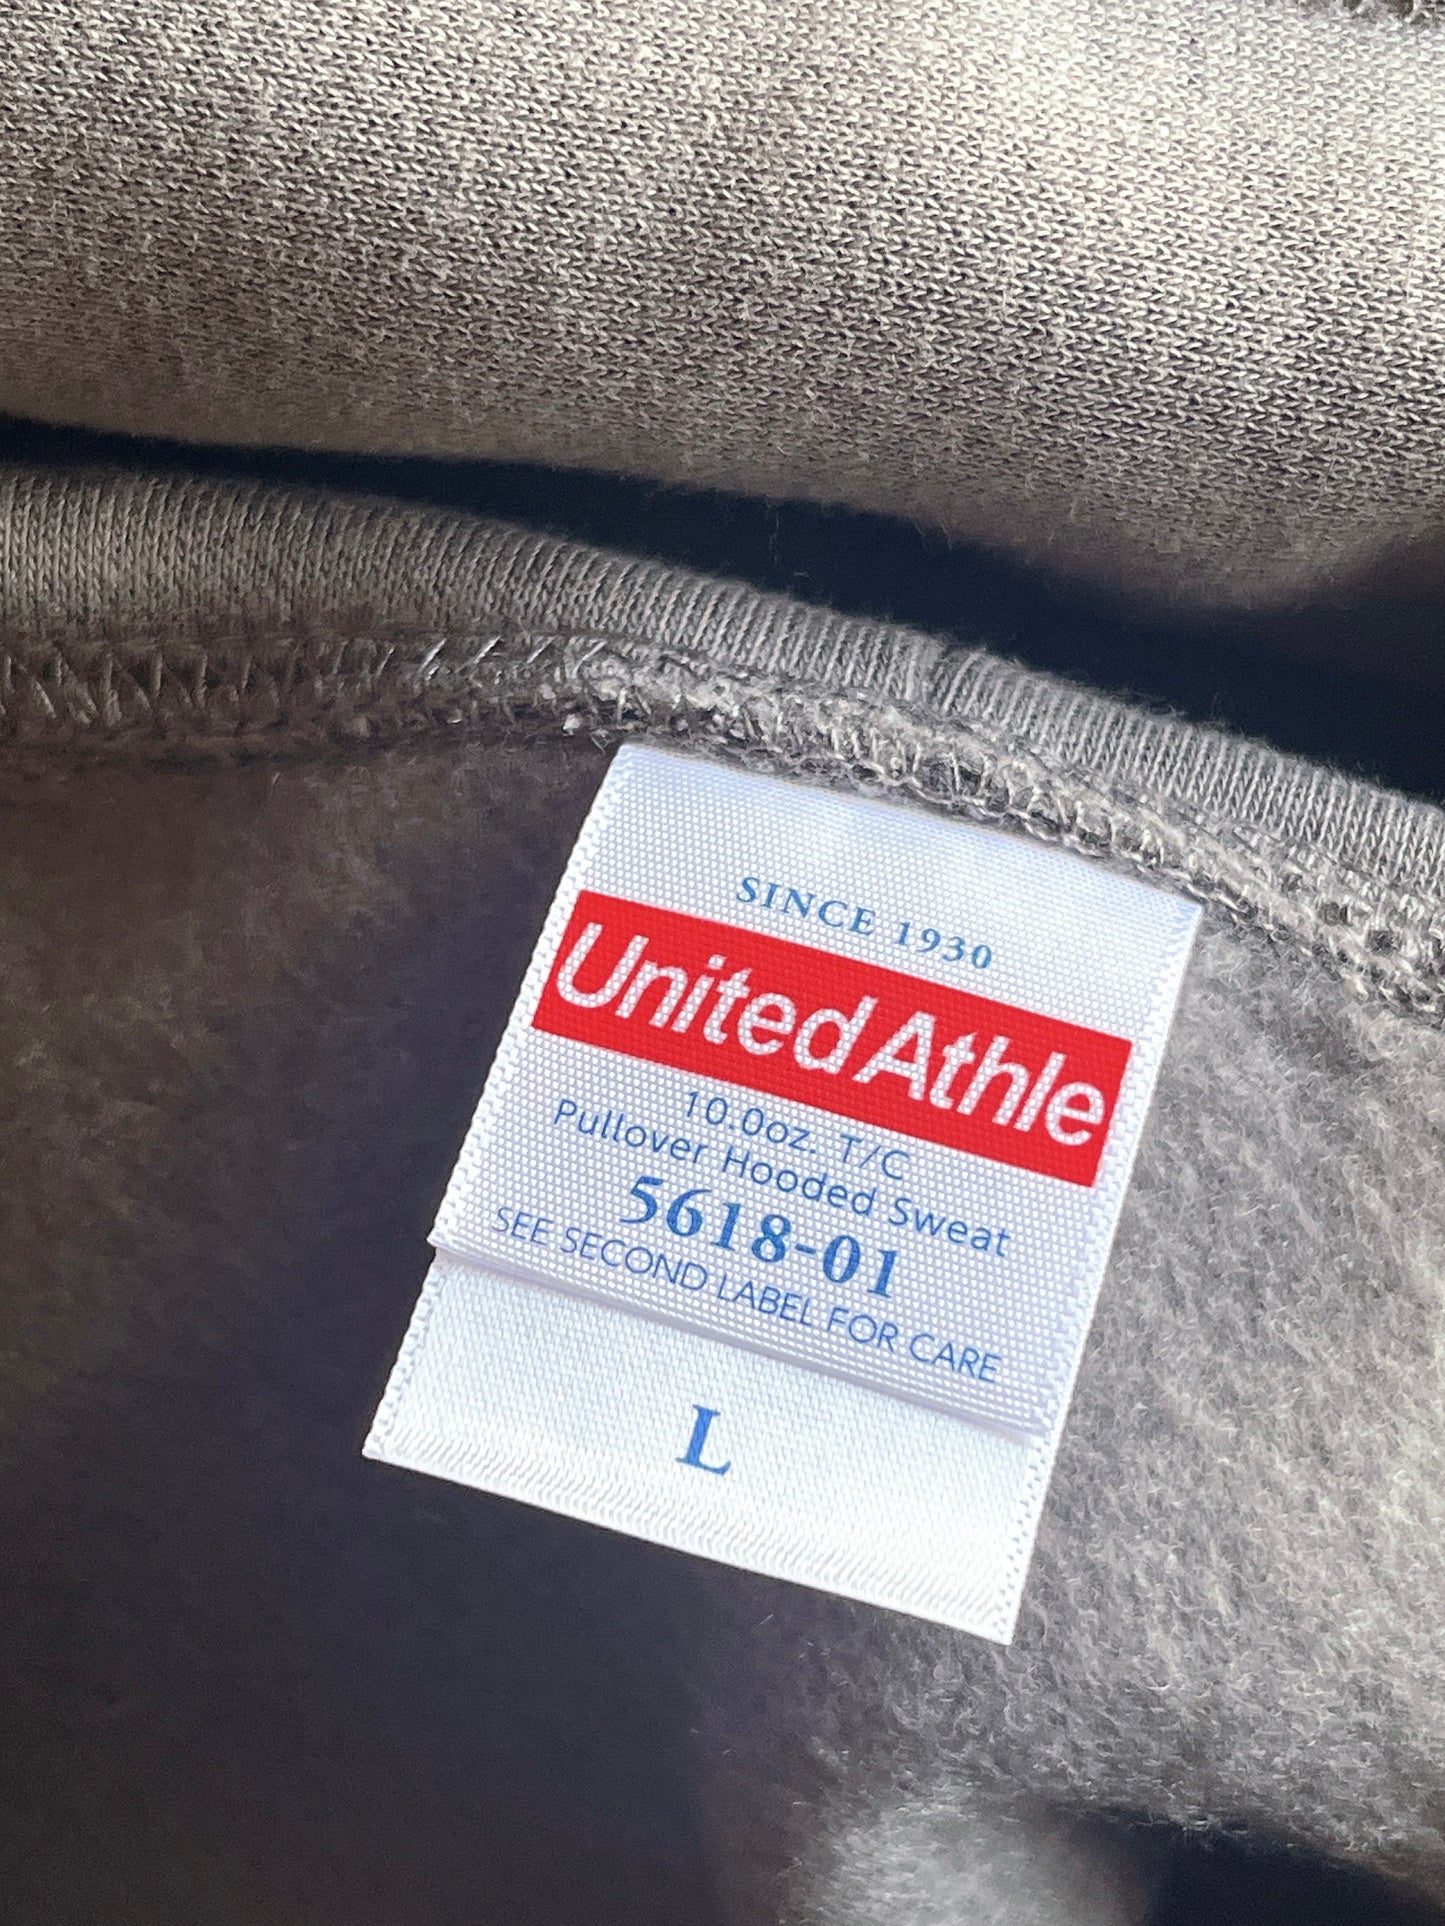 SINCE 1930
United Athle
10.0oz. T/C
Pullover Hooded Sweat
5618-01
SEE SECOND LABEL FOR CARE
L